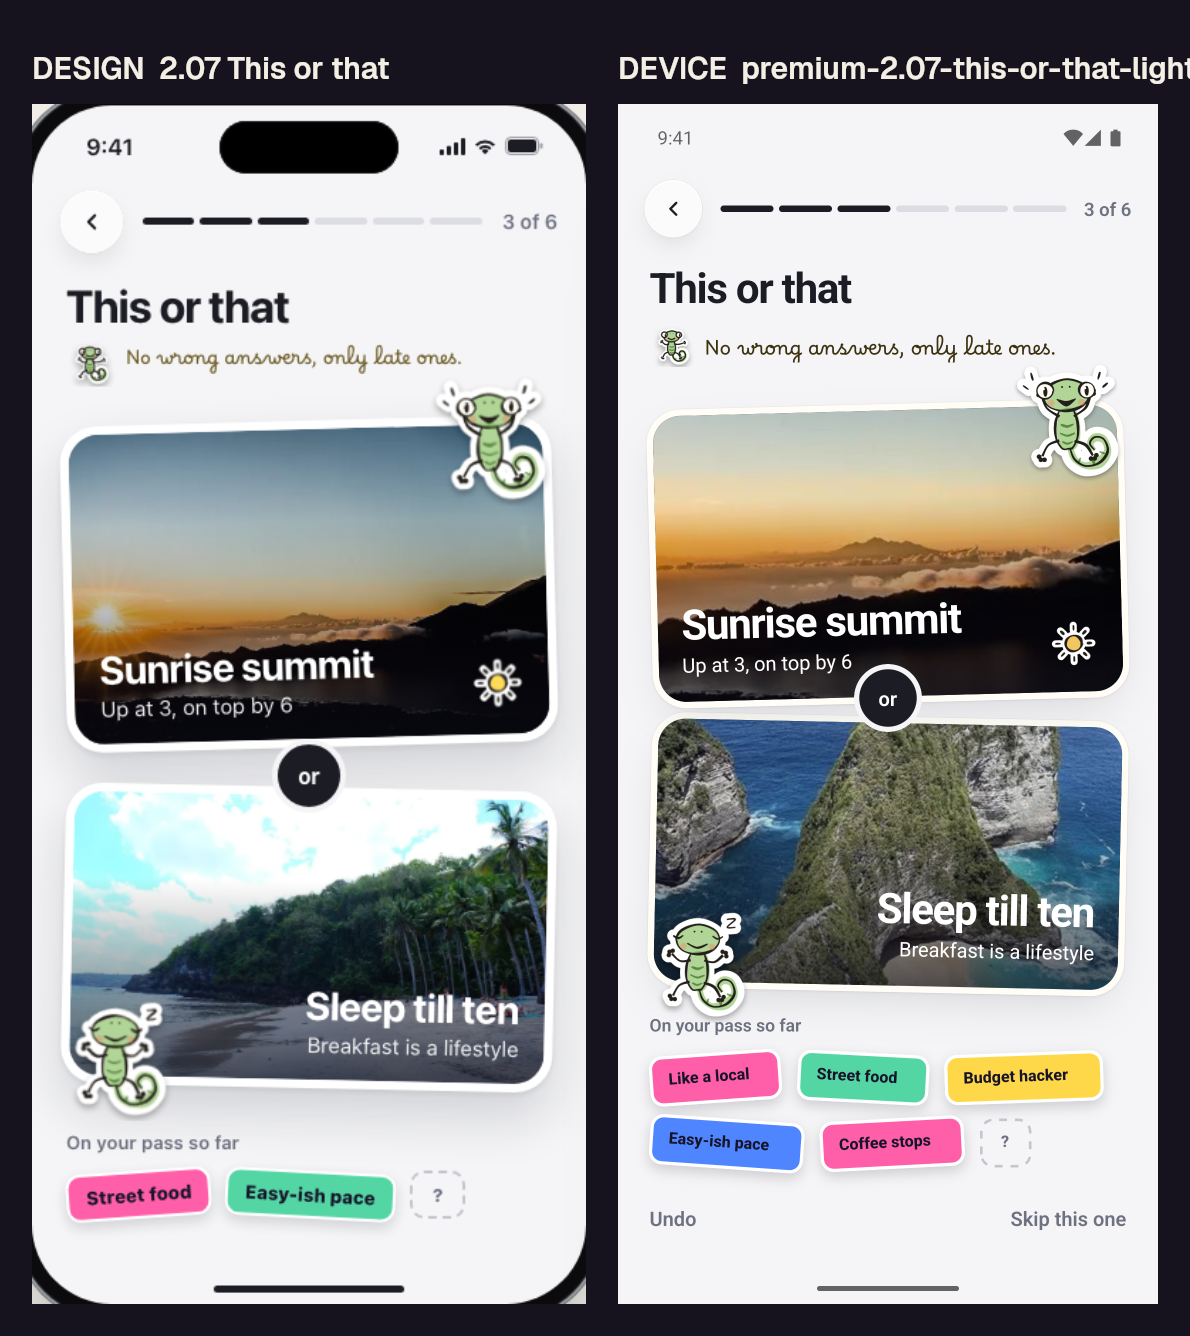 DESIGN 2.07 This or that
9:41
3 of 6
This or that
No wrong answers, only late ones.
Sunrise summit
Up at 3, on top by 6
or
Sleep till ten
Breakfast is a lifestyle
z
On your pass so far
Street food
Easy-ish pace
?
DEVICE premium-2.07-this-or-that-light
9:41
3 of 6
This or that
No wrong answers, only late ones.
Sunrise summit
Up at 3, on top by 6
or
Sleep till ten
Breakfast is a lifestyle
z
On your pass so far
Like a local
Street food
Budget hacker
Easy-ish pace
Coffee stops
?
Undo
Skip this one